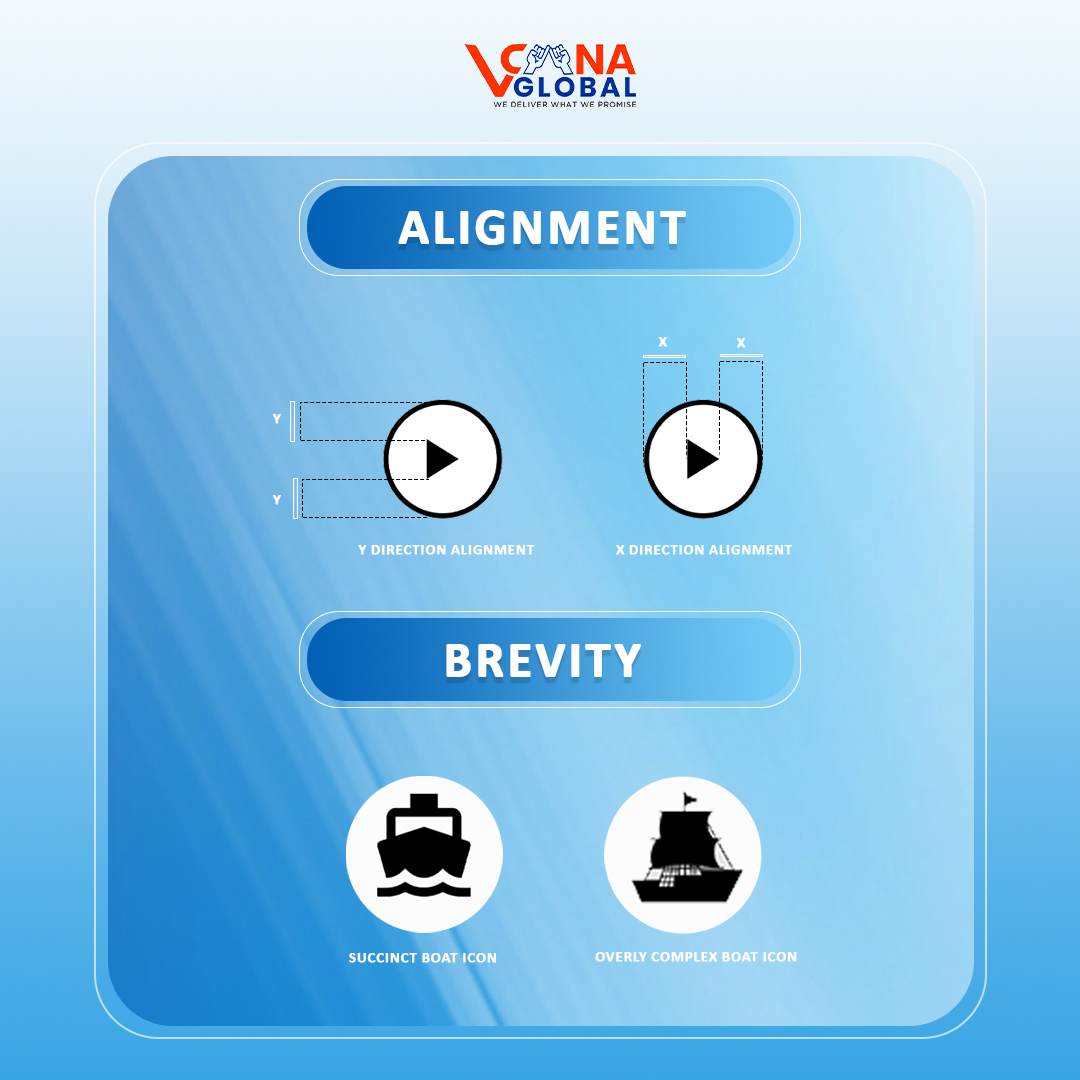 VCANA
GLOBAL
WE DELIVER WHAT WE PROMISE
ALIGNMENT
X X
Y
Y
Y DIRECTION ALIGNMENT X DIRECTION ALIGNMENT
BREVITY
SUCCINCT BOAT ICON OVERLY COMPLEX BOAT ICON